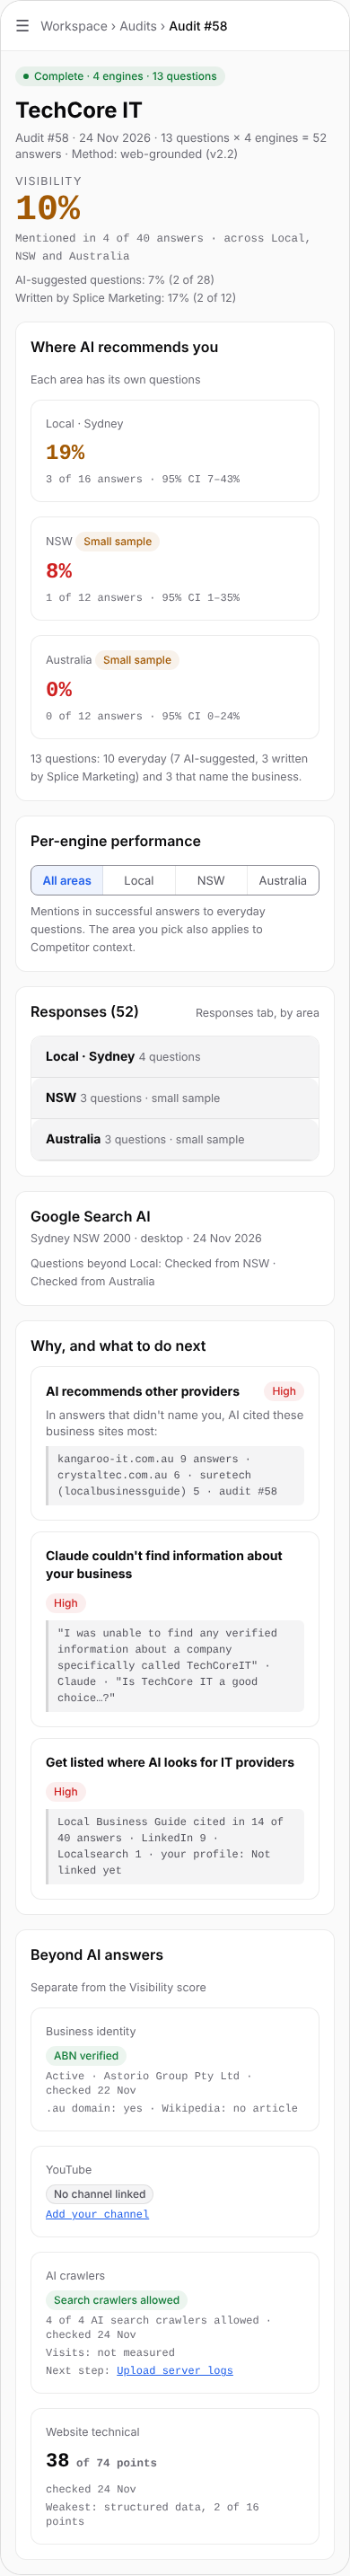 ☰ Workspace › Audits › Audit #58
● Complete · 4 engines · 13 questions
TechCore IT
Audit #58 · 24 Nov 2026 · 13 questions × 4 engines = 52
answers · Method: web-grounded (v2.2)
VISIBILITY
10%
Mentioned in 4 of 40 answers · across Local,
NSW and Australia
AI-suggested questions: 7% (2 of 28)
Written by Splice Marketing: 17% (2 of 12)
Where AI recommends you
Each area has its own questions
Local · Sydney
19%
3 of 16 answers · 95% CI 7–43%
NSW Small sample
8%
1 of 12 answers · 95% CI 1–35%
Australia Small sample
0%
0 of 12 answers · 95% CI 0–24%
13 questions: 10 everyday (7 AI-suggested, 3 written
by Splice Marketing) and 3 that name the business.
Per-engine performance
All areas Local NSW Australia
Mentions in successful answers to everyday
questions. The area you pick also applies to
Competitor context.
Responses (52) Responses tab, by area
Local · Sydney 4 questions
NSW 3 questions · small sample
Australia 3 questions · small sample
Google Search AI
Sydney NSW 2000 · desktop · 24 Nov 2026
Questions beyond Local: Checked from NSW ·
Checked from Australia
Why, and what to do next
AI recommends other providers High
In answers that didn't name you, AI cited these
business sites most:
kangaroo-it.com.au 9 answers ·
crystaltec.com.au 6 · suretech
(localbusinessguide) 5 · audit #58
Claude couldn't find information about
your business
High
"I was unable to find any verified
information about a company
specifically called TechCoreIT" ·
Claude · "Is TechCore IT a good
choice…?"
Get listed where AI looks for IT providers
High
Local Business Guide cited in 14 of
40 answers · LinkedIn 9 ·
Localsearch 1 · your profile: Not
linked yet
Beyond AI answers
Separate from the Visibility score
Business identity
ABN verified
Active · Astorio Group Pty Ltd ·
checked 22 Nov
.au domain: yes · Wikipedia: no article
YouTube
No channel linked
Add your channel
AI crawlers
Search crawlers allowed
4 of 4 AI search crawlers allowed ·
checked 24 Nov
Visits: not measured
Next step: Upload server logs
Website technical
38 of 74 points
checked 24 Nov
Weakest: structured data, 2 of 16
points